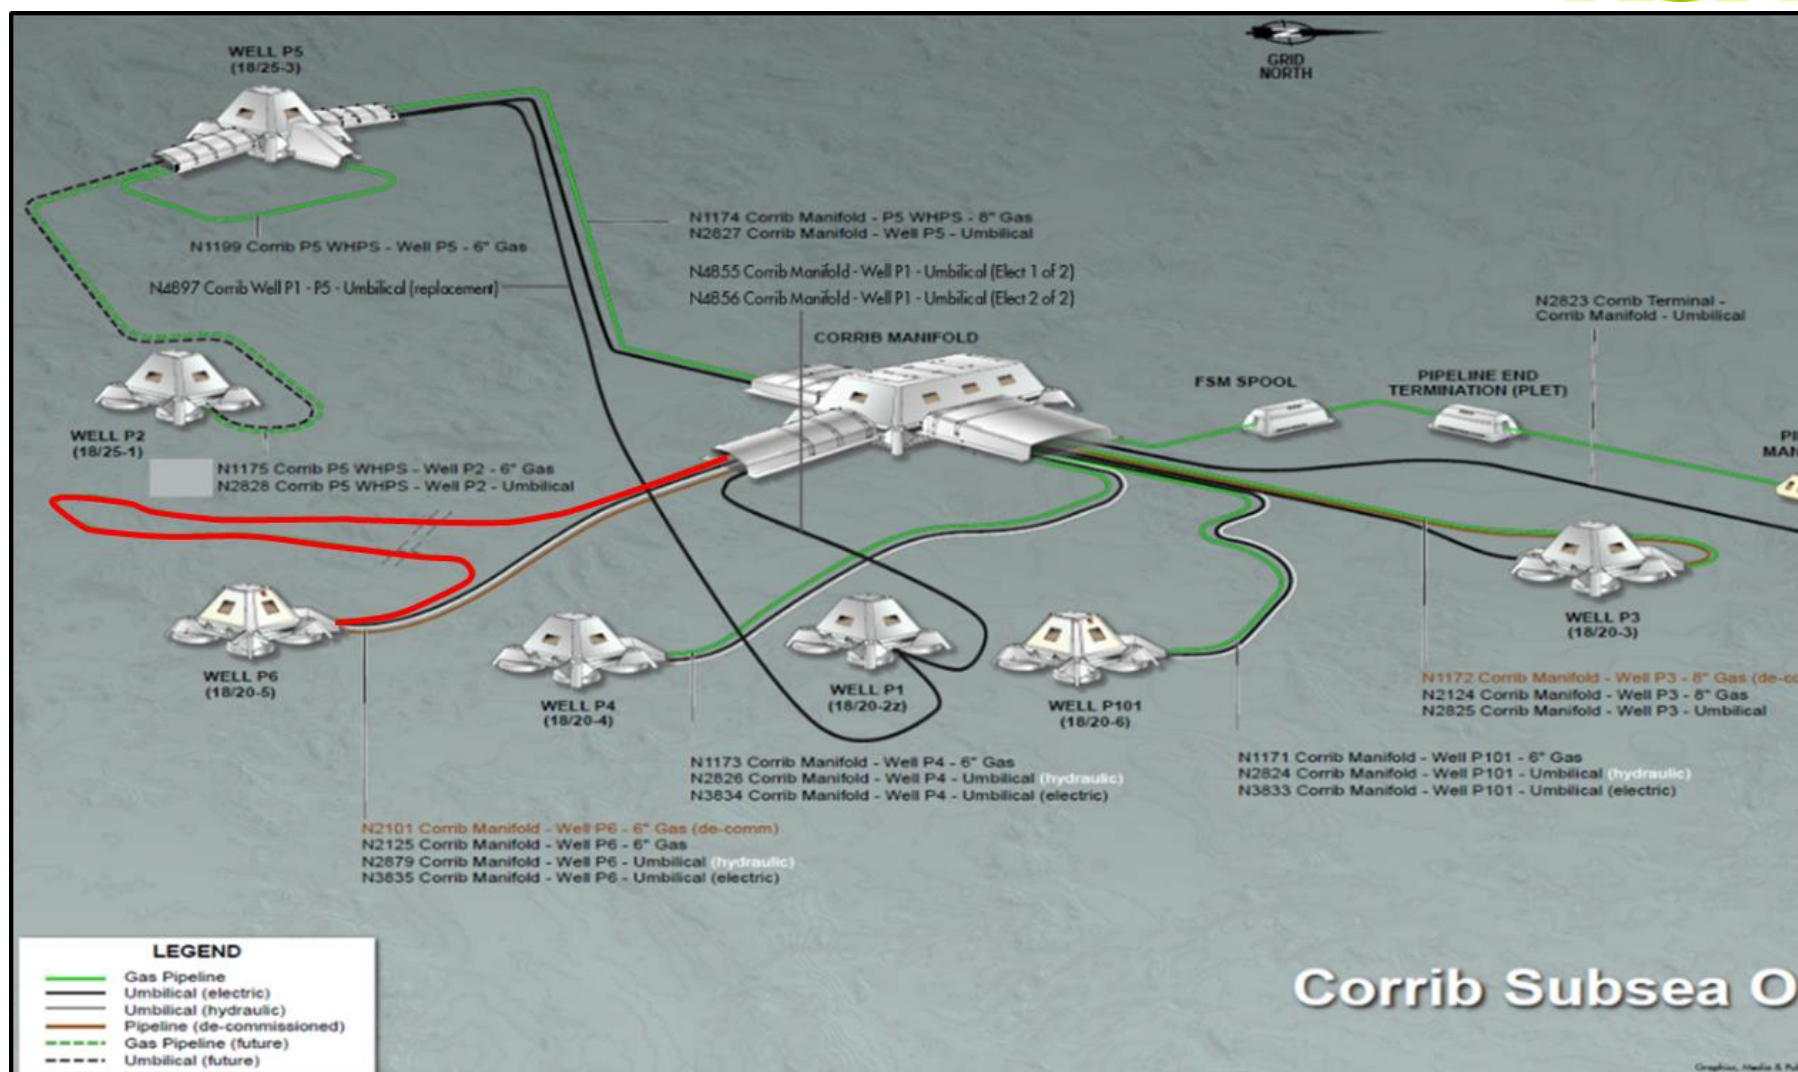 GRID
NORTH
WELL P5
(18/25-3)
N1199 Corrib P5 WHPS - Well P5 - 6" Gas
N4897 Corrib Well P1 - P5 - Umbilical (replacement)
N1174 Corrib Manifold - P5 WHPS - 8" Gas
N2827 Corrib Manifold - Well P5 - Umbilical
N4855 Corrib Manifold - Well P1 - Umbilical (Elect 1 of 2)
N4856 Corrib Manifold - Well P1 - Umbilical (Elect 2 of 2)
CORRIB MANIFOLD
N2823 Corrib Terminal -
Corrib Manifold - Umbilical
FSM SPOOL
PIPELINE END
TERMINATION (PLET)
WELL P2
(18/25-1)
N1175 Corrib P5 WHPS - Well P2 - 6" Gas
N2828 Corrib P5 WHPS - Well P2 - Umbilical
WELL P6
(18/20-5)
WELL P4
(18/20-4)
WELL P1
(18/20-2z)
WELL P101
(18/20-6)
WELL P3
(18/20-3)
N1172 Corrib Manifold - Well P3 - 8" Gas
N2124 Corrib Manifold - Well P3 - 8" Gas
N2825 Corrib Manifold - Well P3 - Umbilical
N1173 Corrib Manifold - Well P4 - 6" Gas
N2826 Corrib Manifold - Well P4 - Umbilical (hydraulic)
N3834 Corrib Manifold - Well P4 - Umbilical (electric)
N1171 Corrib Manifold - Well P101 - 6" Gas
N2824 Corrib Manifold - Well P101 - Umbilical (hydraulic)
N3833 Corrib Manifold - Well P101 - Umbilical (electric)
N2101 Corrib Manifold - Well P6 - 6" Gas (de-comm)
N2125 Corrib Manifold - Well P6 - 6" Gas
N2879 Corrib Manifold - Well P6 - Umbilical (hydraulic)
N3835 Corrib Manifold - Well P6 - Umbilical (electric)
LEGEND
Gas Pipeline
Umbilical (electric)
Umbilical (hydraulic)
Pipeline (de-commissioned)
Gas Pipeline (future)
Umbilical (future)
Corrib Subsea O
Graphics, Media &